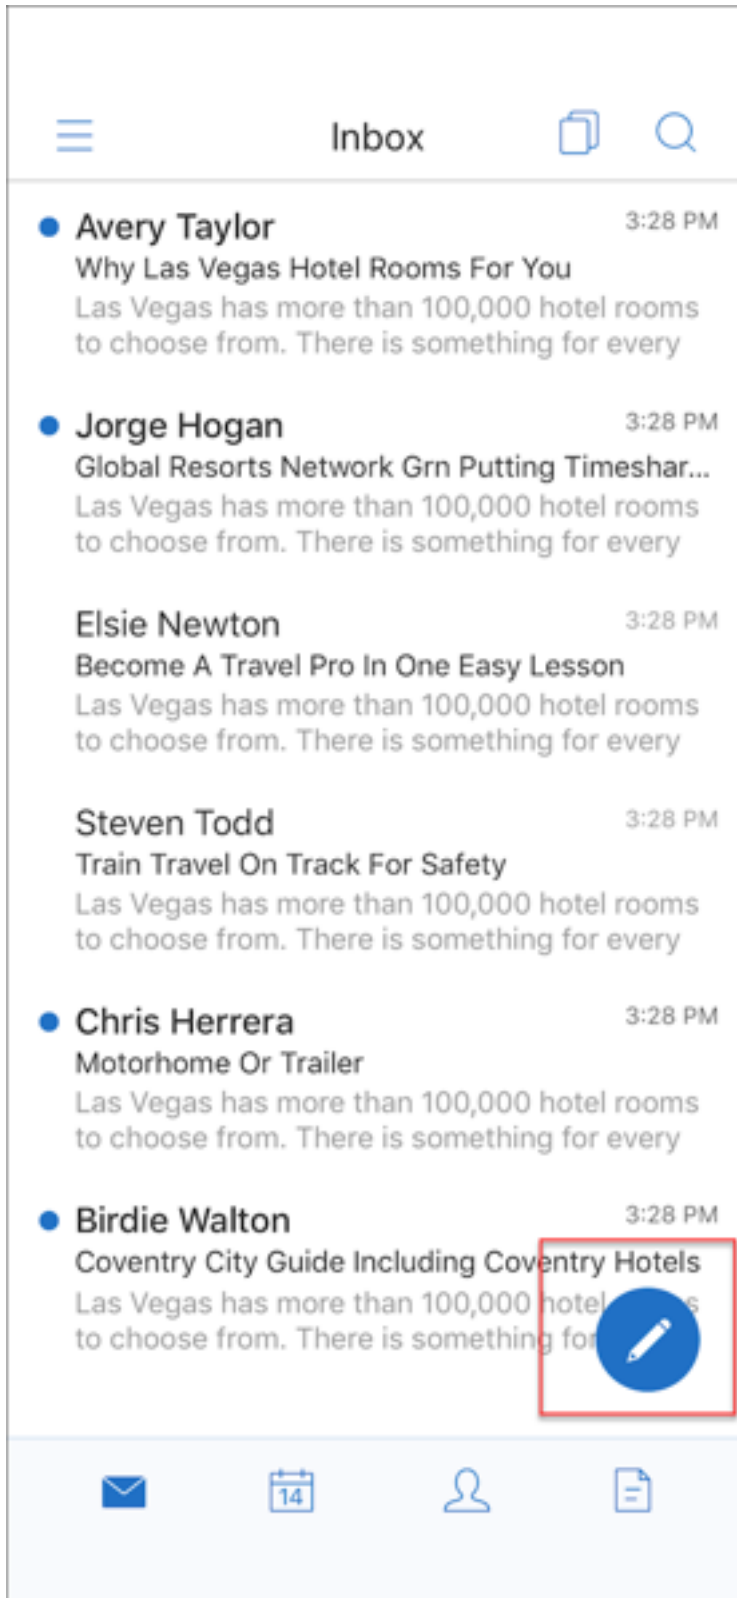 Inbox
Avery Taylor 3:28 PM
Why Las Vegas Hotel Rooms For You
Las Vegas has more than 100,000 hotel rooms
to choose from. There is something for every
Jorge Hogan 3:28 PM
Global Resorts Network Grn Putting Timeshar...
Las Vegas has more than 100,000 hotel rooms
to choose from. There is something for every
Elsie Newton 3:28 PM
Become A Travel Pro In One Easy Lesson
Las Vegas has more than 100,000 hotel rooms
to choose from. There is something for every
Steven Todd 3:28 PM
Train Travel On Track For Safety
Las Vegas has more than 100,000 hotel rooms
to choose from. There is something for every
Chris Herrera 3:28 PM
Motorhome Or Trailer
Las Vegas has more than 100,000 hotel rooms
to choose from. There is something for every
Birdie Walton 3:28 PM
Coventry City Guide Including Coventry Hotels
Las Vegas has more than 100,000 hotel
to choose from. There is something for
14